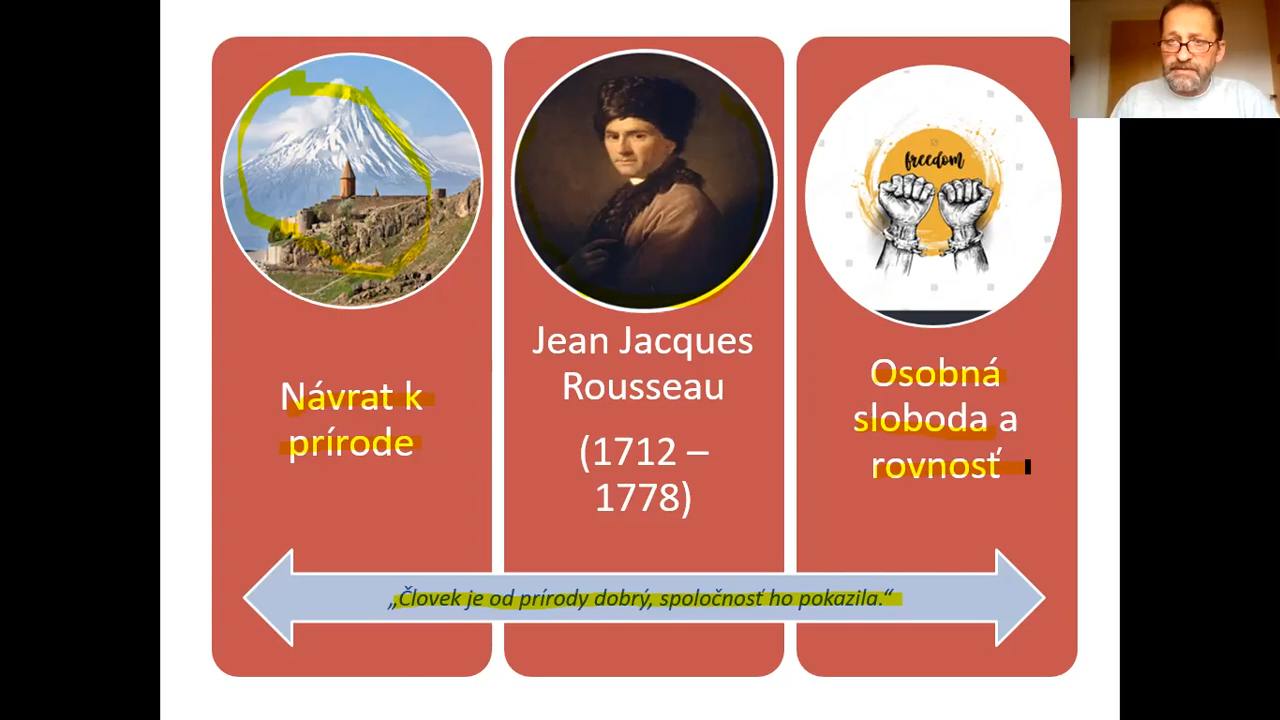 Návrat k
prírode
Jean Jacques
Rousseau
(1712 –
1778)
freedom
Osobná
sloboda a
rovnosť
„Človek je od prírody dobrý, spoločnosť ho pokazila.“